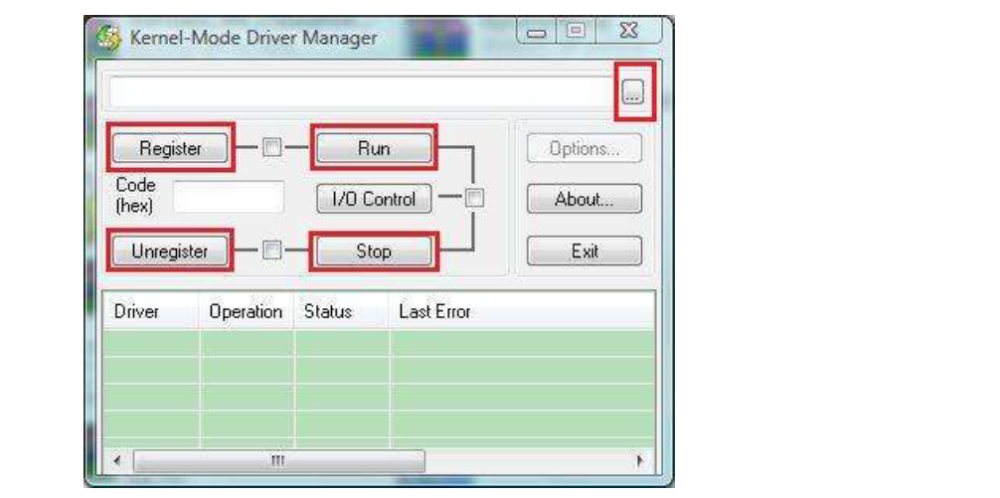 Kernel-Mode Driver Manager
...
Register Run Options...
Code
(hex) I/O Control About...
Unregister Stop Exit
Driver Operation Status Last Error